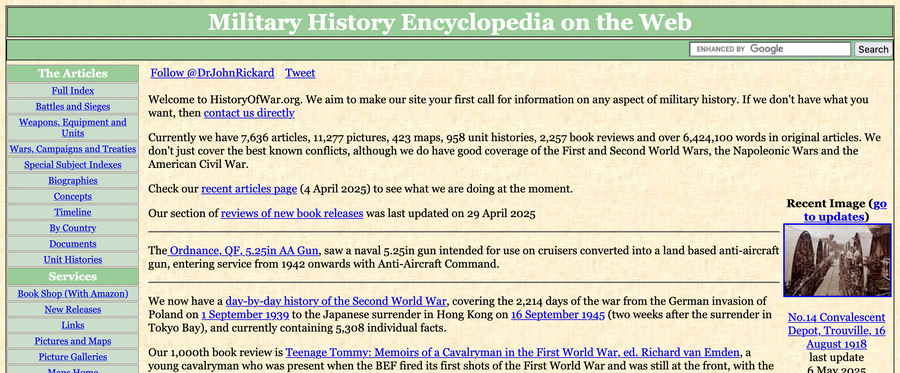 Military History Encyclopedia on the Web
ENHANCED BY Google
Search
The Articles
Full Index
Battles and Sieges
Weapons, Equipment and
Units
Wars, Campaigns and Treaties
Special Subject Indexes
Biographies
Concepts
Timeline
By Country
Documents
Unit Histories
Services
Book Shop (With Amazon)
New Releases
Links
Pictures and Maps
Picture Galleries
Maps Home
Follow @DrJohnRickard Tweet
Welcome to HistoryOfWar.org. We aim to make our site your first call for information on any aspect of military history. If we don't have what you
want, then contact us directly
Currently we have 7,636 articles, 11,277 pictures, 423 maps, 958 unit histories, 2,257 book reviews and over 6,424,100 words in original articles. We
don't just cover the best known conflicts, although we do have good coverage of the First and Second World Wars, the Napoleonic Wars and the
American Civil War.
Check our recent articles page (4 April 2025) to see what we are doing at the moment.
Our section of reviews of new book releases was last updated on 29 April 2025
The Ordnance, QF, 5.25in AA Gun, saw a naval 5.25in gun intended for use on cruisers converted into a land based anti-aircraft
gun, entering service from 1942 onwards with Anti-Aircraft Command.
We now have a day-by-day history of the Second World War, covering the 2,214 days of the war from the German invasion of
Poland on 1 September 1939 to the Japanese surrender in Hong Kong on 16 September 1945 (two weeks after the surrender in
Tokyo Bay), and currently containing 5,308 individual facts.
Our 1,000th book review is Teenage Tommy: Memoirs of a Cavalryman in the First World War, ed. Richard van Emden, a
young cavalryman who was present when the BEF fired its first shots of the First World War and was still at the front, with the
Recent Image (go
to updates)
No.14 Convalescent
Depot, Trouville, 16
August 1918
last update
6 May 2025